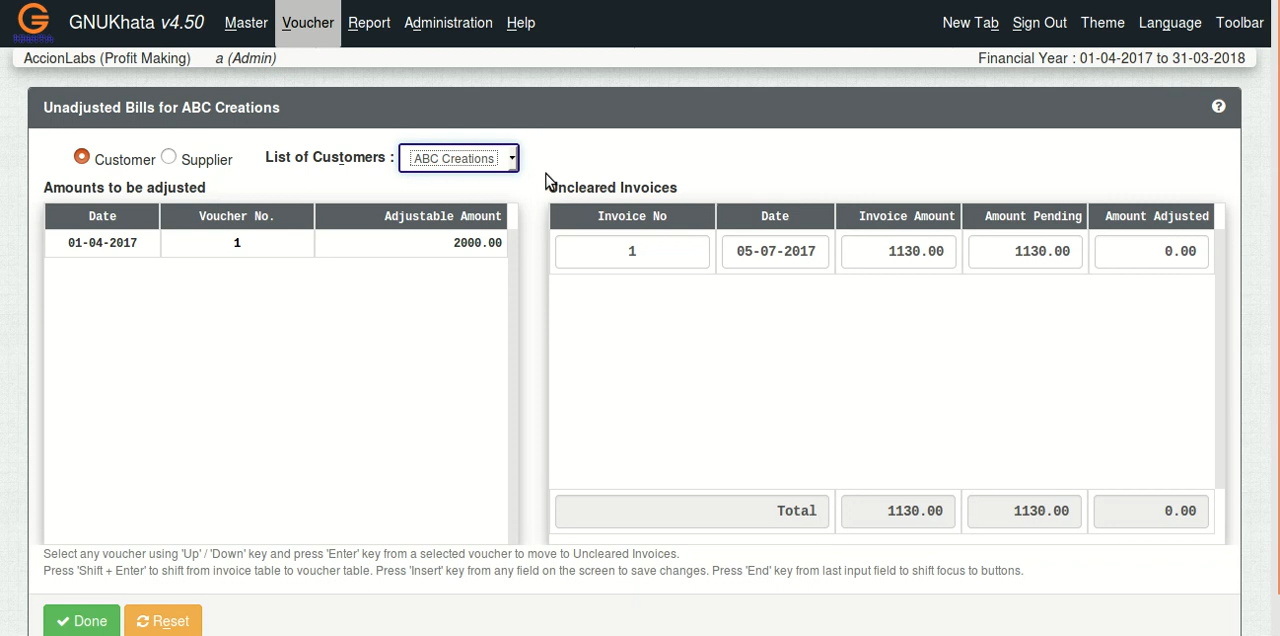 GNUKhata v4.50 Master Voucher Report Administration Help New Tab Sign Out Theme Language Toolbar
AccionLabs (Profit Making) a (Admin) Financial Year : 01-04-2017 to 31-03-2018
Unadjusted Bills for ABC Creations
Customer Supplier List of Customers : ABC Creations
Amounts to be adjusted Uncleared Invoices
Date Voucher No. Adjustable Amount Invoice No Date Invoice Amount Amount Pending Amount Adjusted
01-04-2017 1 2000.00 1 05-07-2017 1130.00 1130.00 0.00
Total 1130.00 1130.00 0.00
Select any voucher using 'Up' / 'Down' key and press 'Enter' key from a selected voucher to move to Uncleared Invoices.
Press 'Shift + Enter' to shift from invoice table to voucher table. Press 'Insert' key from any field on the screen to save changes. Press 'End' key from last input field to shift focus to buttons.
Done Reset